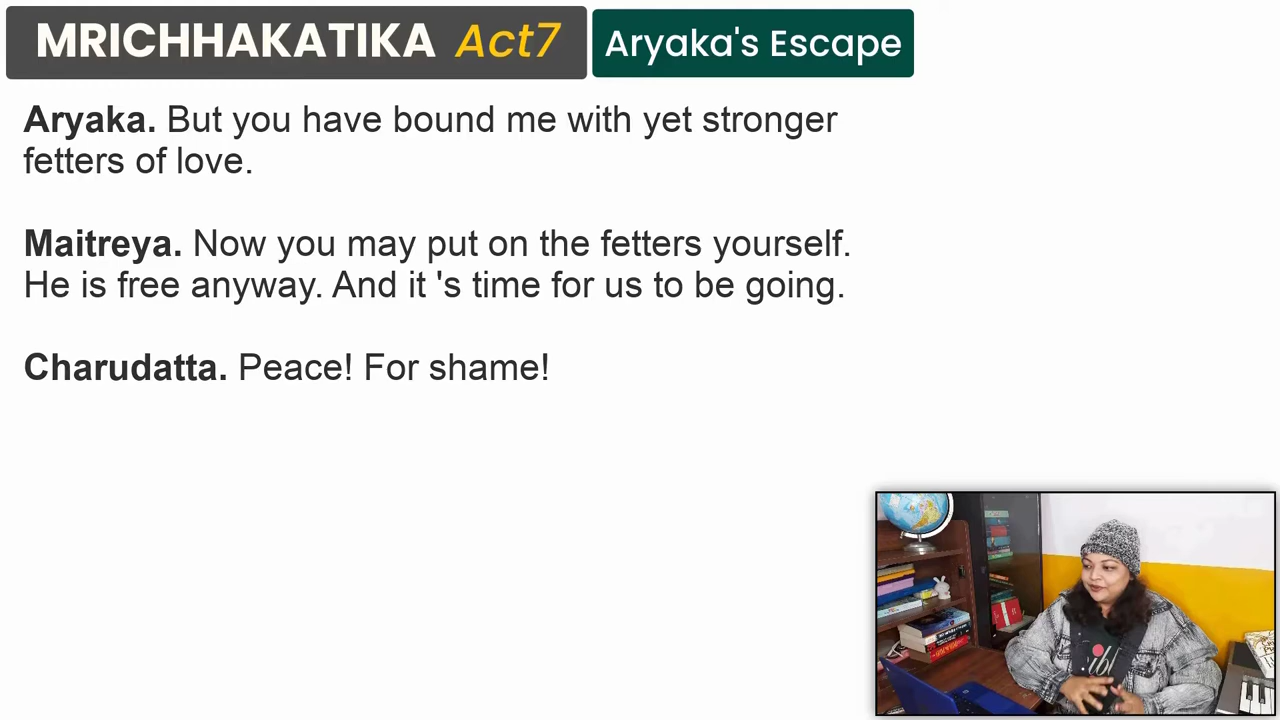 MRICHHAKATIKA Act7 Aryaka's Escape
Aryaka. But you have bound me with yet stronger
fetters of love.
Maitreya. Now you may put on the fetters yourself.
He is free anyway. And it 's time for us to be going.
Charudatta. Peace! For shame!